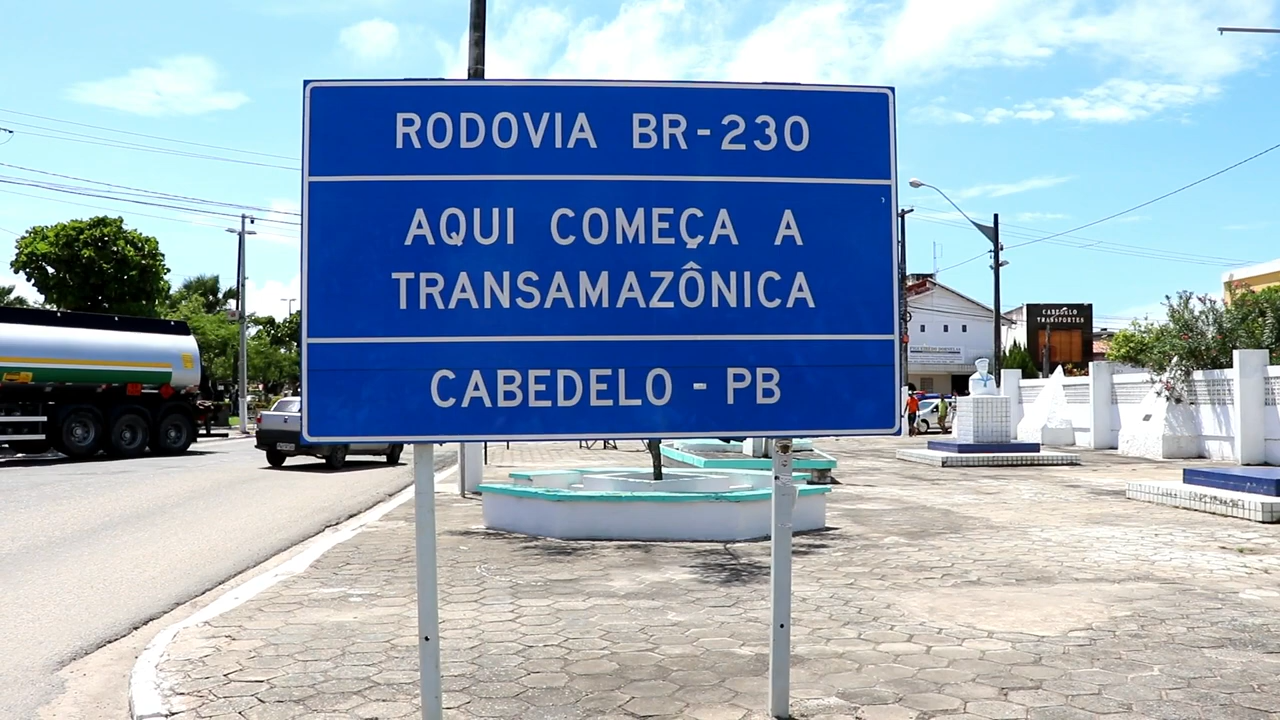 RODOVIA BR-230
AQUI COMEÇA A
TRANSAMAZÔNICA
CABEDELO - PB
CABEDELO
TRANSPORTES